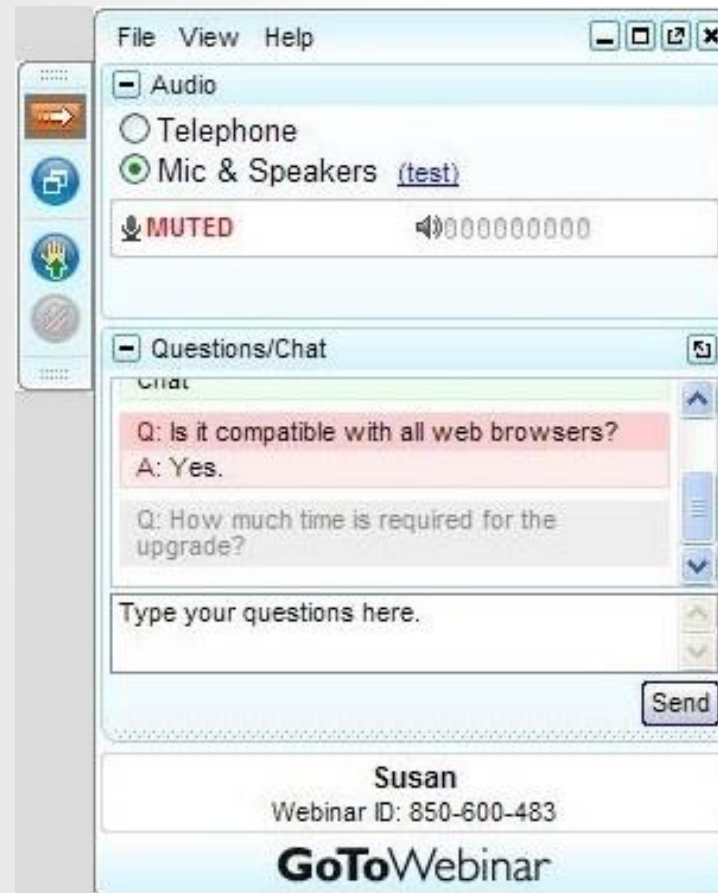 File View Help
Audio
Telephone
Mic & Speakers (test)
MUTED
Questions/Chat
Chat
Q: Is it compatible with all web browsers?
A: Yes.
Q: How much time is required for the
upgrade?
Type your questions here.
Send
Susan
Webinar ID: 850-600-483
GoToWebinar